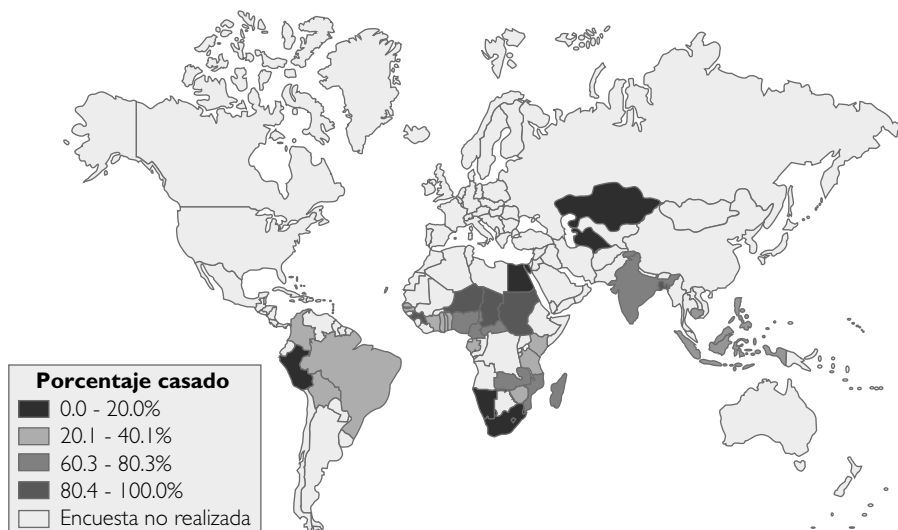 Porcentaje casado
0.0 - 20.0%
20.1 - 40.1%
60.3 - 80.3%
80.4 - 100.0%
Encuesta no realizada